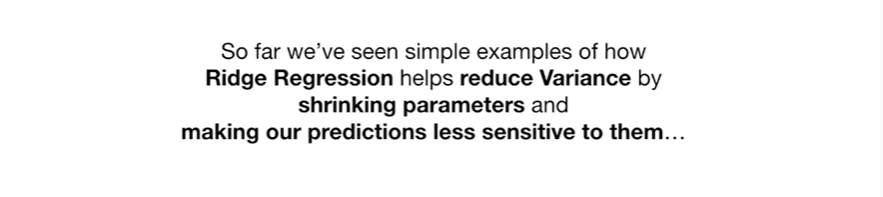 So far we've seen simple examples of how
Ridge Regression helps reduce Variance by
shrinking parameters and
making our predictions less sensitive to them…